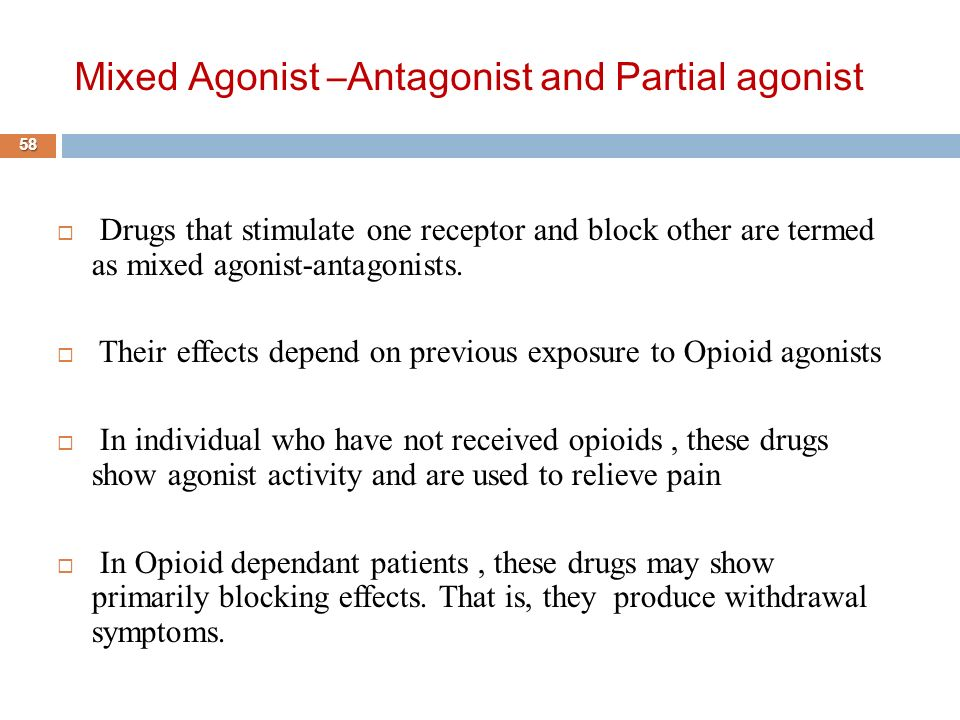 Mixed Agonist –Antagonist and Partial agonist
58
Drugs that stimulate one receptor and block other are termed
as mixed agonist-antagonists.
Their effects depend on previous exposure to Opioid agonists
In individual who have not received opioids , these drugs
show agonist activity and are used to relieve pain
In Opioid dependant patients , these drugs may show
primarily blocking effects. That is, they produce withdrawal
symptoms.